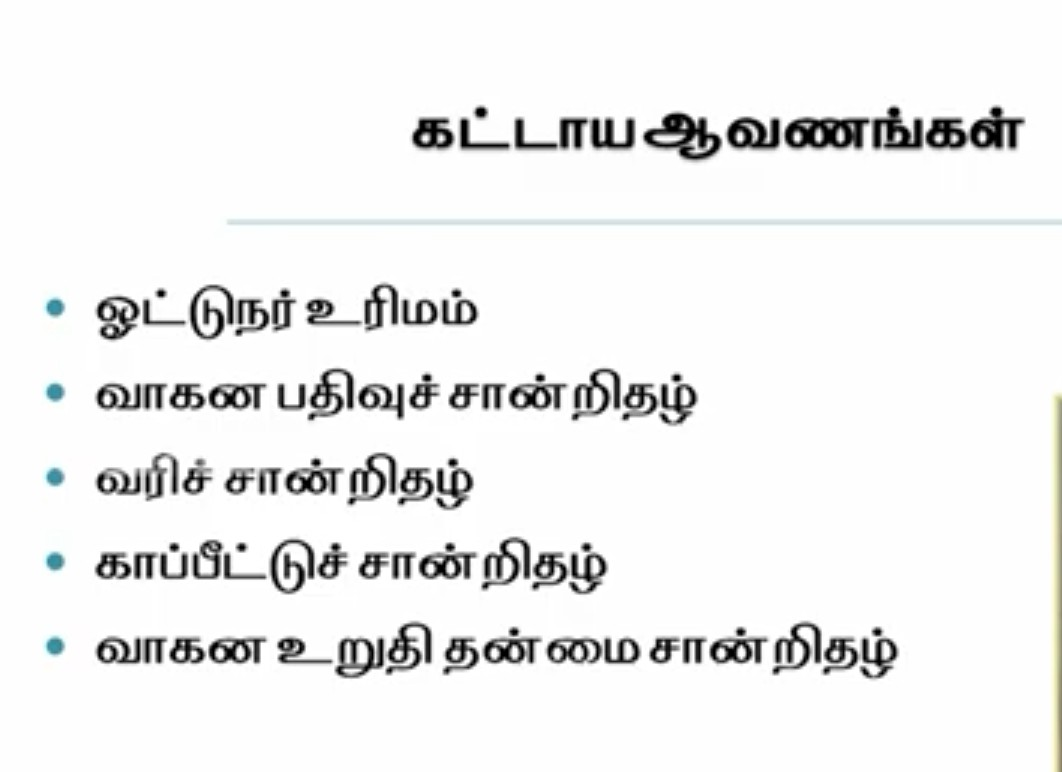 கட்டாய ஆவணங்கள்
• ஓட்டுநர் உரிமம்
• வாகன பதிவுச் சான்றிதழ்
• வரிச் சான்றிதழ்
• காப்பீட்டுச் சான்றிதழ்
• வாகன உறுதி தன்மை சான்றிதழ்